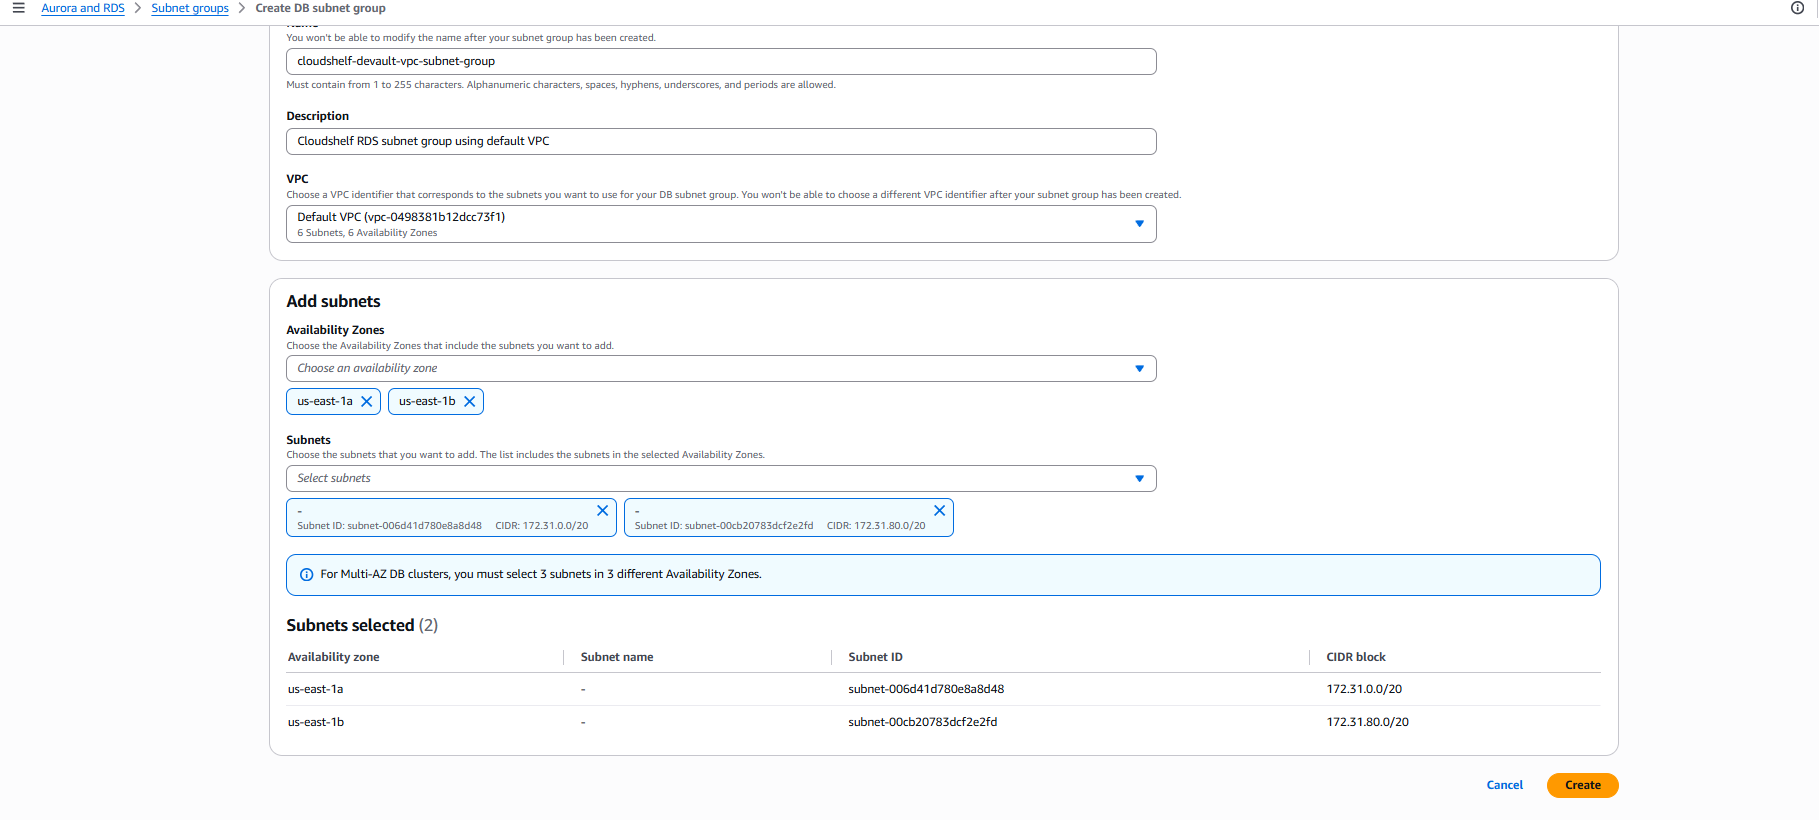 Aurora and RDS > Subnet groups > Create DB subnet group
Name
You won't be able to modify the name after your subnet group has been created.
cloudshelf-devault-vpc-subnet-group
Must contain from 1 to 255 characters. Alphanumeric characters, spaces, hyphens, underscores, and periods are allowed.
Description
Cloudshelf RDS subnet group using default VPC
VPC
Choose a VPC identifier that corresponds to the subnets you want to use for your DB subnet group. You won't be able to choose a different VPC identifier after your subnet group has been created.
Default VPC (vpc-0498381b12dcc73f1)
6 Subnets, 6 Availability Zones
Add subnets
Availability Zones
Choose the Availability Zones that include the subnets you want to add.
Choose an availability zone
us-east-1a us-east-1b
Subnets
Choose the subnets that you want to add. The list includes the subnets in the selected Availability Zones.
Select subnets
- -
Subnet ID: subnet-006d41d780e8a8d48 CIDR: 172.31.0.0/20 Subnet ID: subnet-00cb20783dcf2e2fd CIDR: 172.31.80.0/20
For Multi-AZ DB clusters, you must select 3 subnets in 3 different Availability Zones.
Subnets selected (2)
Availability zone Subnet name Subnet ID CIDR block
us-east-1a - subnet-006d41d780e8a8d48 172.31.0.0/20
us-east-1b - subnet-00cb20783dcf2e2fd 172.31.80.0/20
Cancel Create